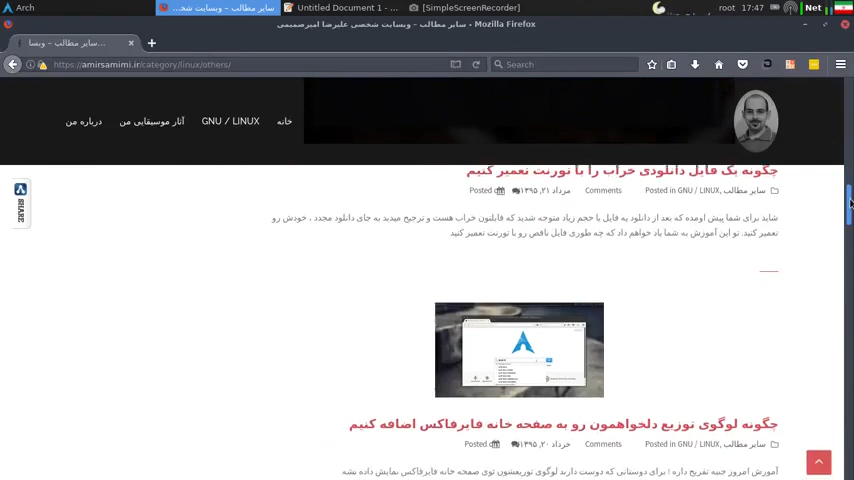 Arch
سایر مطالب – وبسایت شخ...
Untitled Document 1 - ...
[SimpleScreenRecorder]
root 17:47
Net
سایر مطالب – وبسایت شخصی علیرضا امیرصمیمی - Mozilla Firefox
سایر مطالب – وبسا...
https://amirsamimi.ir/category/linux/others/
Search
خانه
GNU / LINUX
آثار موسیقایی من
درباره من
SHARE
چگونه یک فایل دانلودی خراب را با تورنت تعمیر کنیم
Posted in GNU / LINUX, سایر مطالب Comments مرداد ۲۱, ۱۳۹۵ Posted
شاید برای شما پیش اومده که بعد از دانلود یه فایل با حجم زیاد متوجه شدید که فایلتون خراب هست و ترجیح میدید به جای دانلود مجدد ، خودش رو
تعمیر کنید. تو این آموزش به شما یاد خواهم داد که چه طوری فایل ناقص رو با تورنت تعمیر کنید
چگونه لوگوی توزیع دلخواهمون رو به صفحه خانه فایرفاکس اضافه کنیم
Posted in GNU / LINUX, سایر مطالب Comments خرداد ۲۰, ۱۳۹۵ Posted
آموزش امروز جنبه تفریح داره ! برای دوستانی که دوست دارند لوگوی توزیعشون توی صفحه خانه فایرفاکس نمایش داده بشه